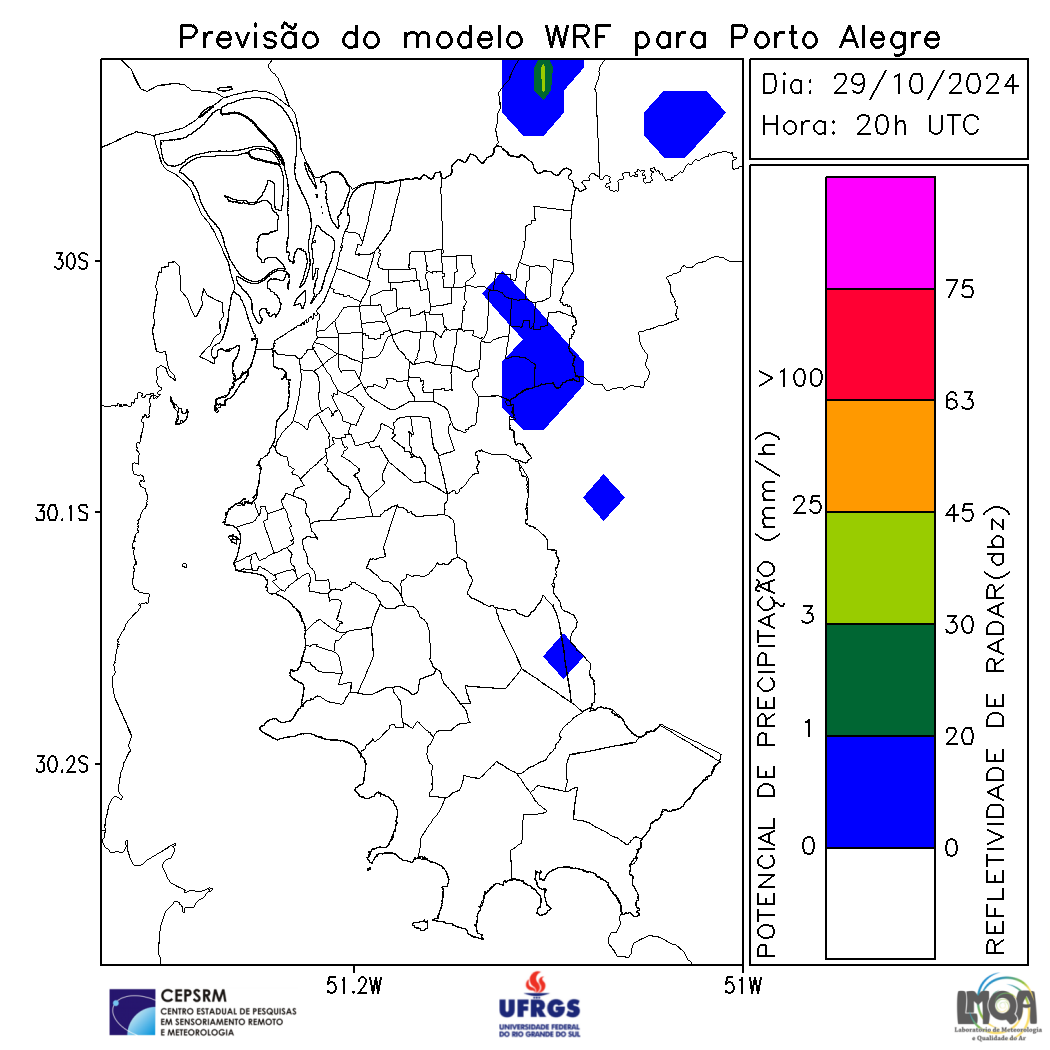 Previsão do modelo WRF para Porto Alegre
Dia: 29/10/2024
Hora: 20h UTC
30S
30.1S
30.2S
51.2W
51W
POTENCIAL DE PRECIPITAÇÃO (mm/h)
>100
25
3
1
0
75
63
45
30
20
0
REFLETIVIDADE DE RADAR(dbz)
CEPSRM
CENTRO ESTADUAL DE PESQUISAS
EM SENSORIAMENTO REMOTO
E METEOROLOGIA
UFRGS
UNIVERSIDADE FEDERAL
DO RIO GRANDE DO SUL
LMQA
Laboratório de Meteorologia
e Qualidade do Ar